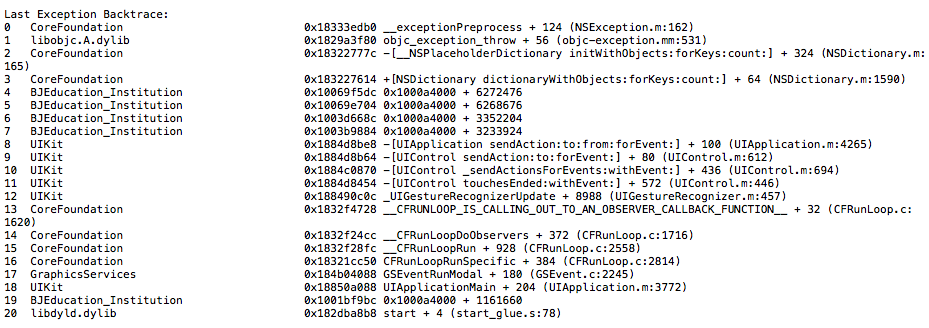 Last Exception Backtrace:
0   CoreFoundation                0x18333edb0 __exceptionPreprocess + 124 (NSException.m:162)
1   libobjc.A.dylib               0x1829a3f80 objc_exception_throw + 56 (objc-exception.mm:531)
2   CoreFoundation                0x18322777c -[__NSPlaceholderDictionary initWithObjects:forKeys:count:] + 324 (NSDictionary.m:
165)
3   CoreFoundation                0x183227614 +[NSDictionary dictionaryWithObjects:forKeys:count:] + 64 (NSDictionary.m:1590)
4   BJEducation_Institution       0x10069f5dc 0x1000a4000 + 6272476
5   BJEducation_Institution       0x10069e704 0x1000a4000 + 6268676
6   BJEducation_Institution       0x1003d668c 0x1000a4000 + 3352204
7   BJEducation_Institution       0x1003b9884 0x1000a4000 + 3233924
8   UIKit                         0x1884d8be8 -[UIApplication sendAction:to:from:forEvent:] + 100 (UIApplication.m:4265)
9   UIKit                         0x1884d8b64 -[UIControl sendAction:to:forEvent:] + 80 (UIControl.m:612)
10  UIKit                         0x1884c0870 -[UIControl _sendActionsForEvents:withEvent:] + 436 (UIControl.m:694)
11  UIKit                         0x1884d8454 -[UIControl touchesEnded:withEvent:] + 572 (UIControl.m:446)
12  UIKit                         0x188490c0c _UIGestureRecognizerUpdate + 8988 (UIGestureRecognizer.m:457)
13  CoreFoundation                0x1832f4728 __CFRUNLOOP_IS_CALLING_OUT_TO_AN_OBSERVER_CALLBACK_FUNCTION__ + 32 (CFRunLoop.c:
1620)
14  CoreFoundation                0x1832f24cc __CFRunLoopDoObservers + 372 (CFRunLoop.c:1716)
15  CoreFoundation                0x1832f28fc __CFRunLoopRun + 928 (CFRunLoop.c:2558)
16  CoreFoundation                0x18321cc50 CFRunLoopRunSpecific + 384 (CFRunLoop.c:2814)
17  GraphicsServices              0x184b04088 GSEventRunModal + 180 (GSEvent.c:2245)
18  UIKit                         0x18850a088 UIApplicationMain + 204 (UIApplication.m:3772)
19  BJEducation_Institution       0x1001bf9bc 0x1000a4000 + 1161660
20  libdyld.dylib                 0x182dba8b8 start + 4 (start_glue.s:78)